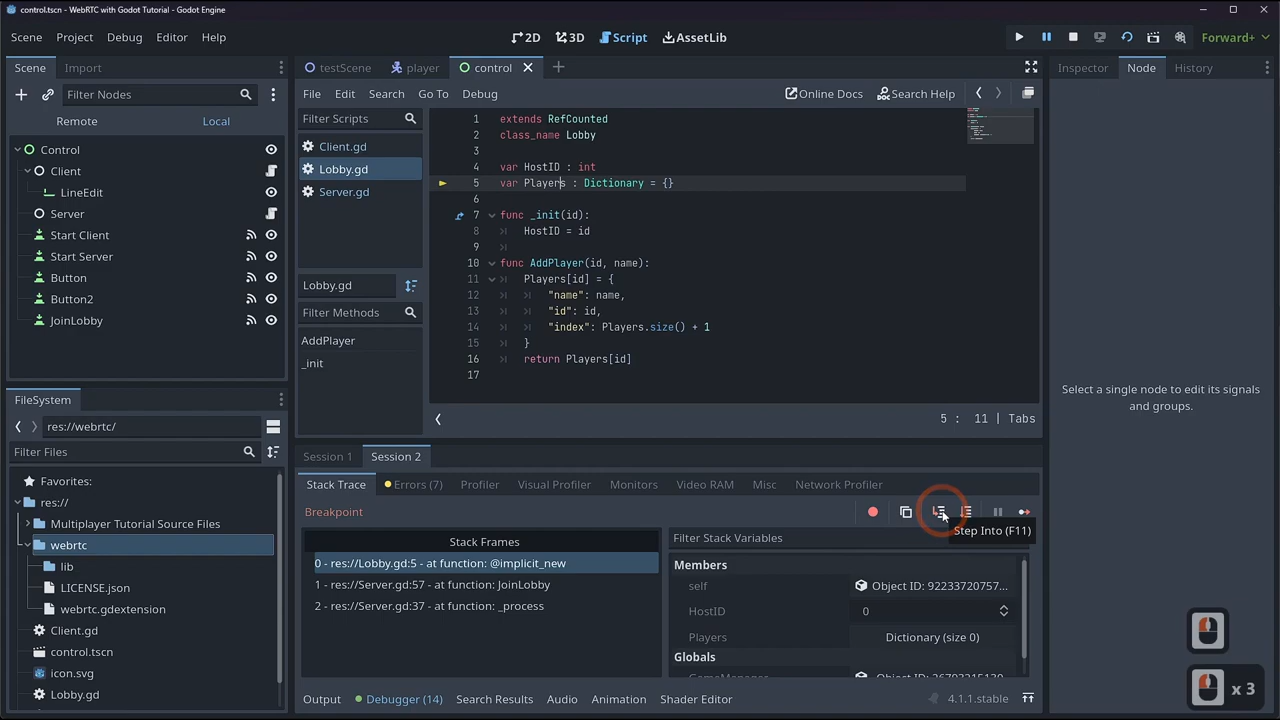 control.tscn - WebRTC with Godot Tutorial - Godot Engine
Scene Project Debug Editor Help
2D 3D Script AssetLib
Forward+
Scene Import
Filter Nodes
Remote Local
Control
Client
LineEdit
Server
Start Client
Start Server
Button
Button2
JoinLobby
FileSystem
res://webrtc/
Filter Files
Favorites:
res://
Multiplayer Tutorial Source Files
webrtc
lib
LICENSE.json
webrtc.gdextension
Client.gd
control.tscn
icon.svg
Lobby.gd
testScene player control
File Edit Search Go To Debug
Online Docs Search Help
Filter Scripts
Client.gd
Lobby.gd
Server.gd
Lobby.gd
Filter Methods
AddPlayer
_init
1 extends RefCounted
2 class_name Lobby
3
4 var HostID : int
5 var Players : Dictionary = {}
6
7 func _init(id):
8 HostID = id
9
10 func AddPlayer(id, name):
11 Players[id] = {
12 "name": name,
13 "id": id,
14 "index": Players.size() + 1
15 }
16 return Players[id]
17
5 : 11 | Tabs
Session 1 Session 2
Stack Trace Errors (7) Profiler Visual Profiler Monitors Video RAM Misc Network Profiler
Breakpoint
Step Into (F11)
Stack Frames
0 - res://Lobby.gd:5 - at function: @implicit_new
1 - res://Server.gd:57 - at function: JoinLobby
2 - res://Server.gd:37 - at function: _process
Filter Stack Variables
Members
self Object ID: 92233720757...
HostID 0
Players Dictionary (size 0)
Globals
Output Debugger (14) Search Results Audio Animation Shader Editor
4.1.1.stable
Inspector Node History
Select a single node to edit its signals
and groups.
x 3